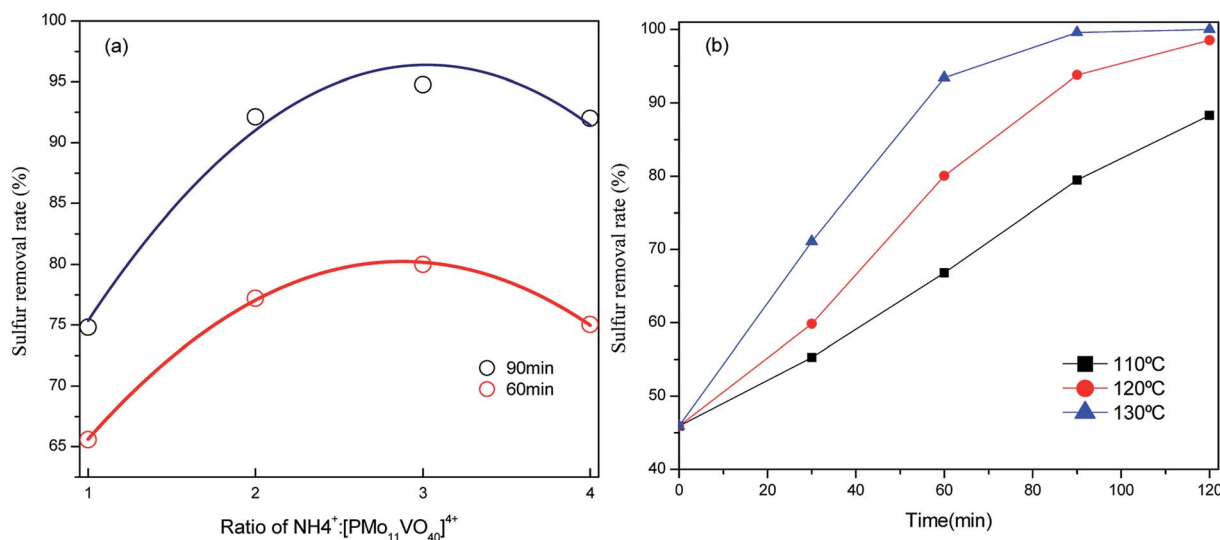 (a)
Sulfur removal rate (%)
100
95
90
85
80
75
70
65
90min
60min
1 2 3 4
Ratio of NH4⁺:[PMo₁₁VO₄₀]⁴⁺
(b)
Sulfur removal rate (%)
100
90
80
70
60
50
40
110ºC
120ºC
130ºC
0 20 40 60 80 100 120
Time(min)